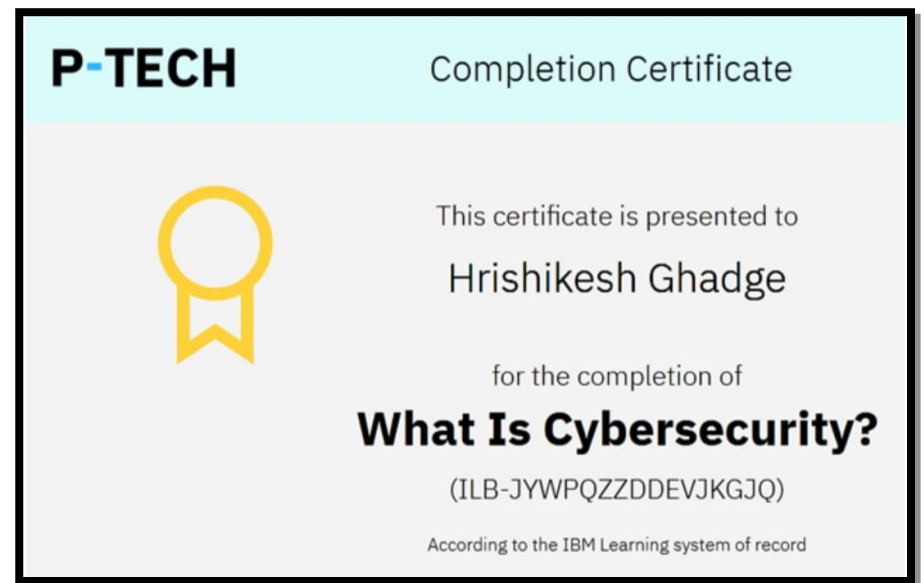 P-TECH
Completion Certificate
This certificate is presented to
Hrishikesh Ghadge
for the completion of
What Is Cybersecurity?
(ILB-JYWPQZZDDEVJKGJQ)
According to the IBM Learning system of record